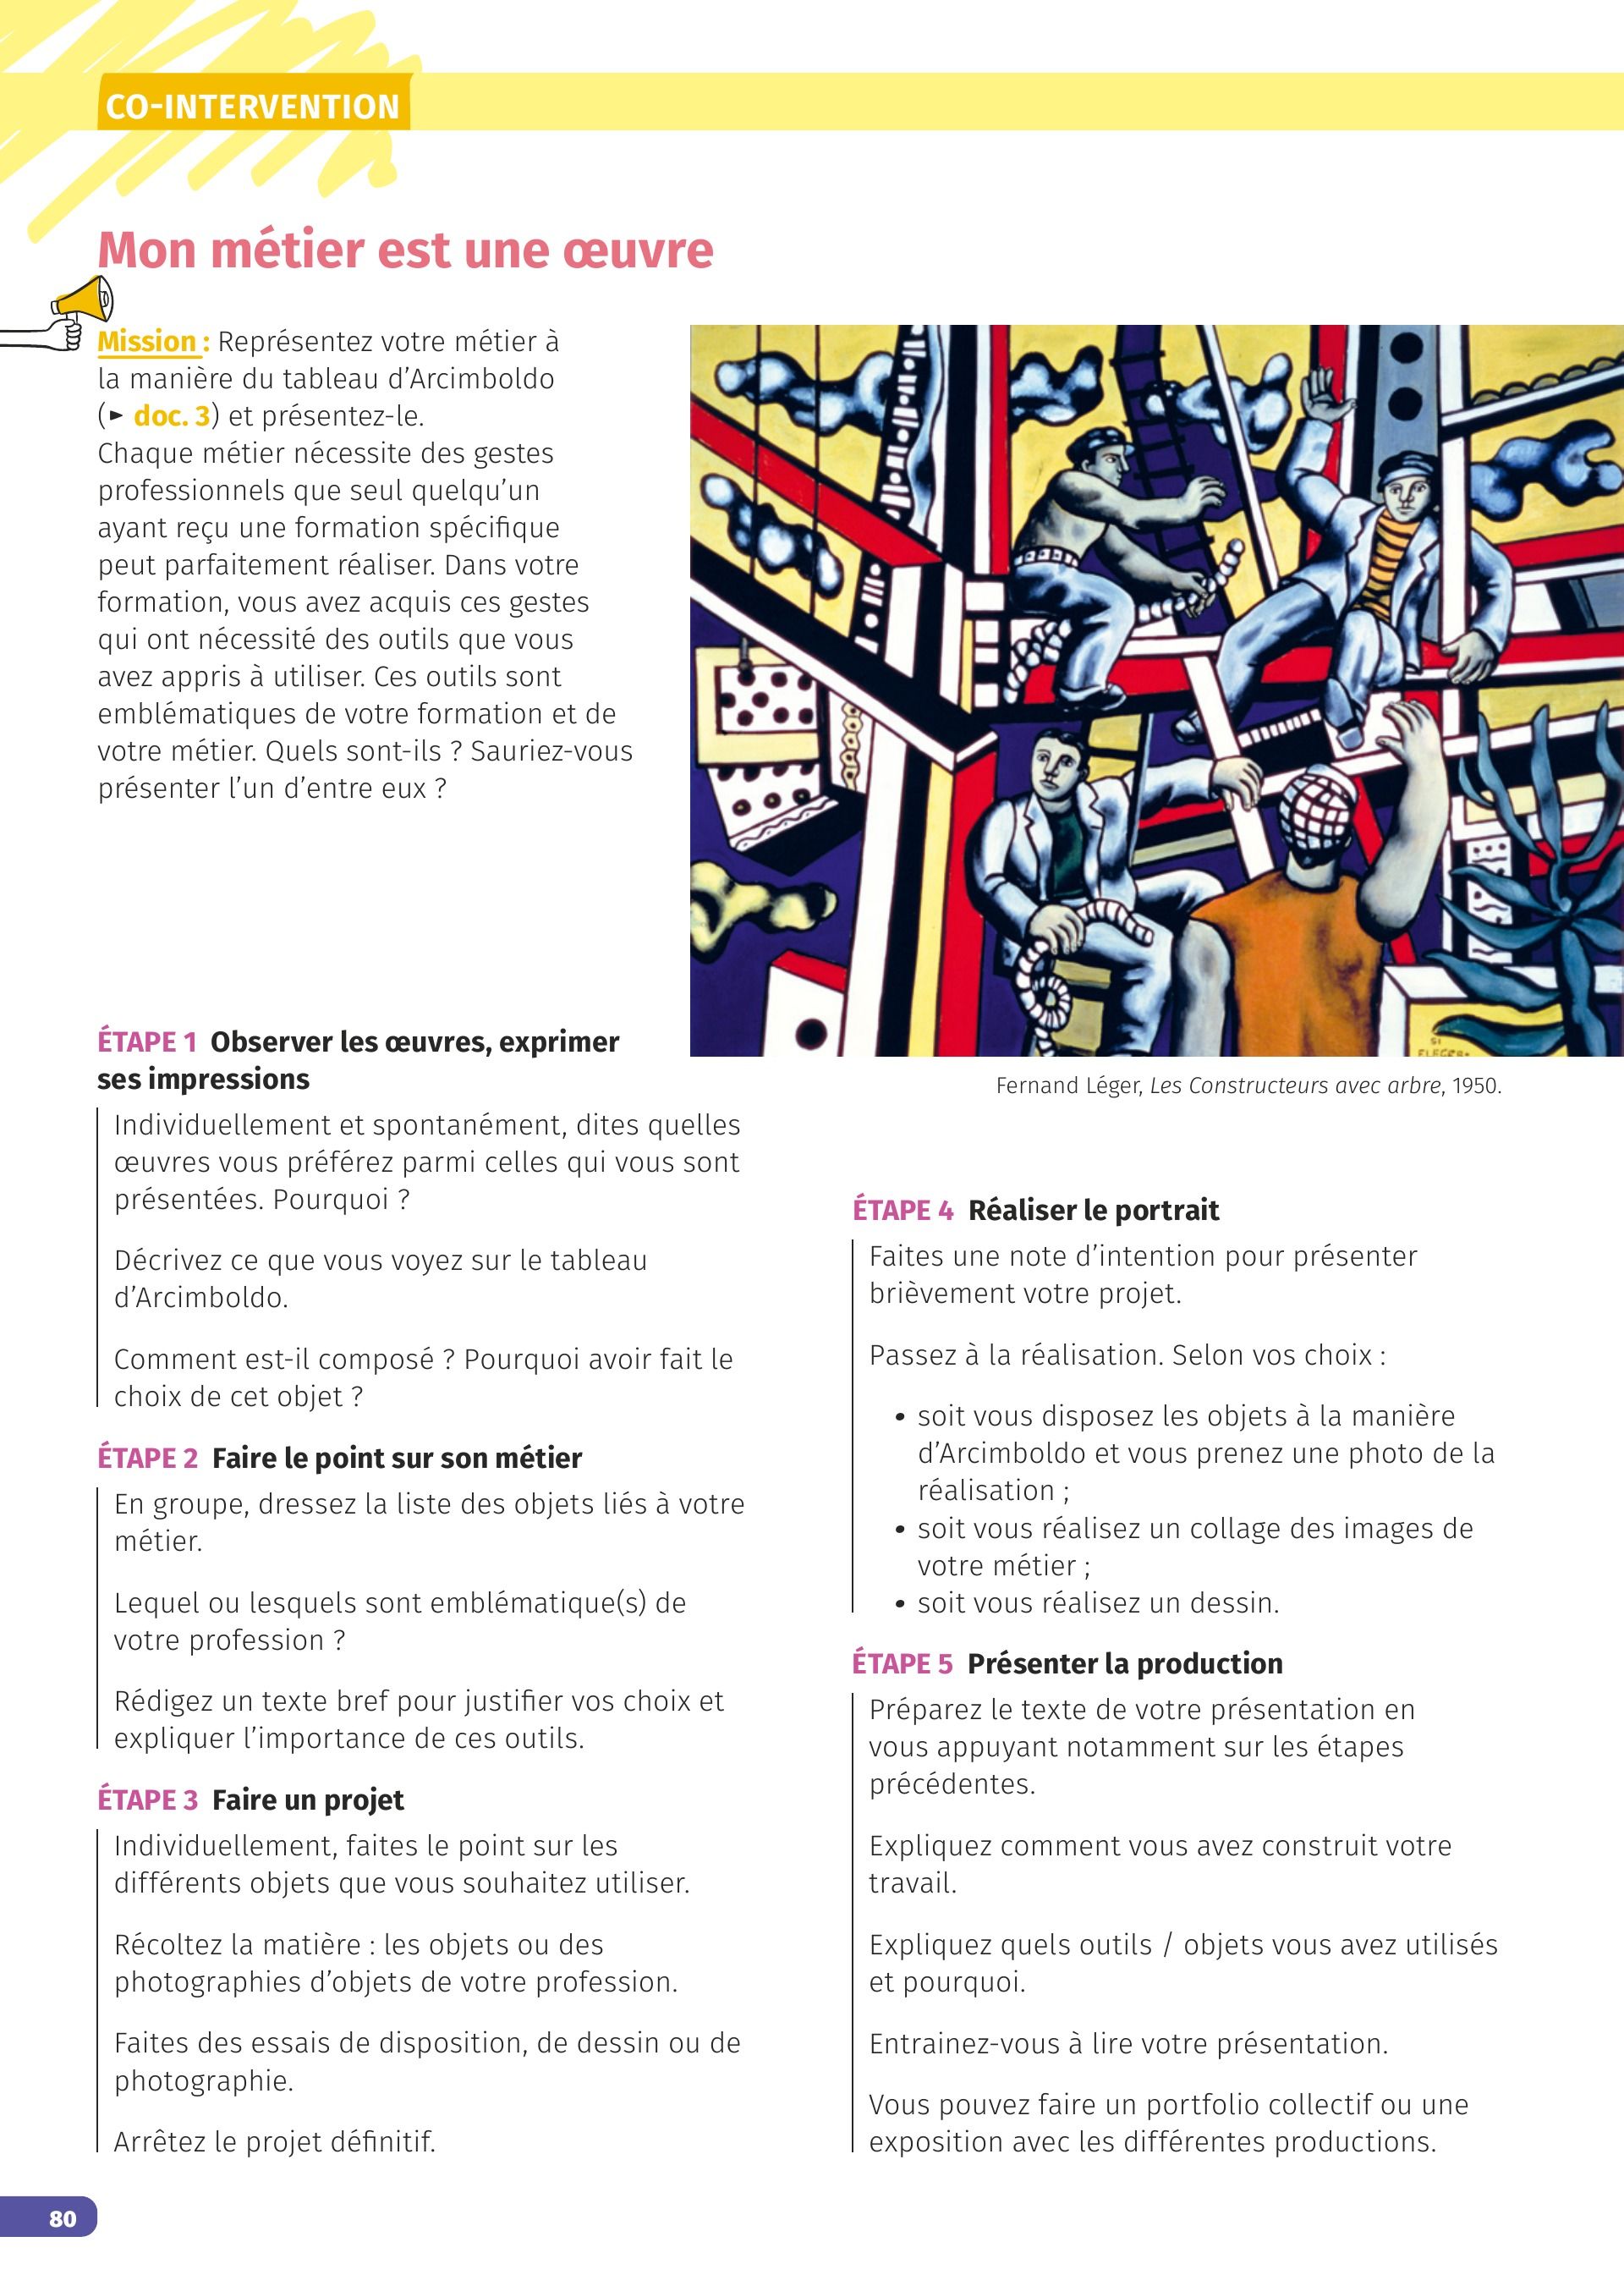 CO-INTERVENTION
Mon métier est une œuvre
Mission : Représentez votre métier à
la manière du tableau d’Arcimboldo
(► doc. 3) et présentez-le.
Chaque métier nécessite des gestes
professionnels que seul quelqu’un
ayant reçu une formation spécifique
peut parfaitement réaliser. Dans votre
formation, vous avez acquis ces gestes
qui ont nécessité des outils que vous
avez appris à utiliser. Ces outils sont
emblématiques de votre formation et de
votre métier. Quels sont-ils ? Sauriez-vous
présenter l’un d’entre eux ?
Fernand Léger, Les Constructeurs avec arbre, 1950.
ÉTAPE 1 Observer les œuvres, exprimer
ses impressions
Individuellement et spontanément, dites quelles
œuvres vous préférez parmi celles qui vous sont
présentées. Pourquoi ?
Décrivez ce que vous voyez sur le tableau
d’Arcimboldo.
Comment est-il composé ? Pourquoi avoir fait le
choix de cet objet ?
ÉTAPE 2 Faire le point sur son métier
En groupe, dressez la liste des objets liés à votre
métier.
Lequel ou lesquels sont emblématique(s) de
votre profession ?
Rédigez un texte bref pour justifier vos choix et
expliquer l’importance de ces outils.
ÉTAPE 3 Faire un projet
Individuellement, faites le point sur les
différents objets que vous souhaitez utiliser.
Récoltez la matière : les objets ou des
photographies d’objets de votre profession.
Faites des essais de disposition, de dessin ou de
photographie.
Arrêtez le projet définitif.
ÉTAPE 4 Réaliser le portrait
Faites une note d’intention pour présenter
brièvement votre projet.
Passez à la réalisation. Selon vos choix :
• soit vous disposez les objets à la manière
d’Arcimboldo et vous prenez une photo de la
réalisation ;
• soit vous réalisez un collage des images de
votre métier ;
• soit vous réalisez un dessin.
ÉTAPE 5 Présenter la production
Préparez le texte de votre présentation en
vous appuyant notamment sur les étapes
précédentes.
Expliquez comment vous avez construit votre
travail.
Expliquez quels outils / objets vous avez utilisés
et pourquoi.
Entrainez-vous à lire votre présentation.
Vous pouvez faire un portfolio collectif ou une
exposition avec les différentes productions.
80